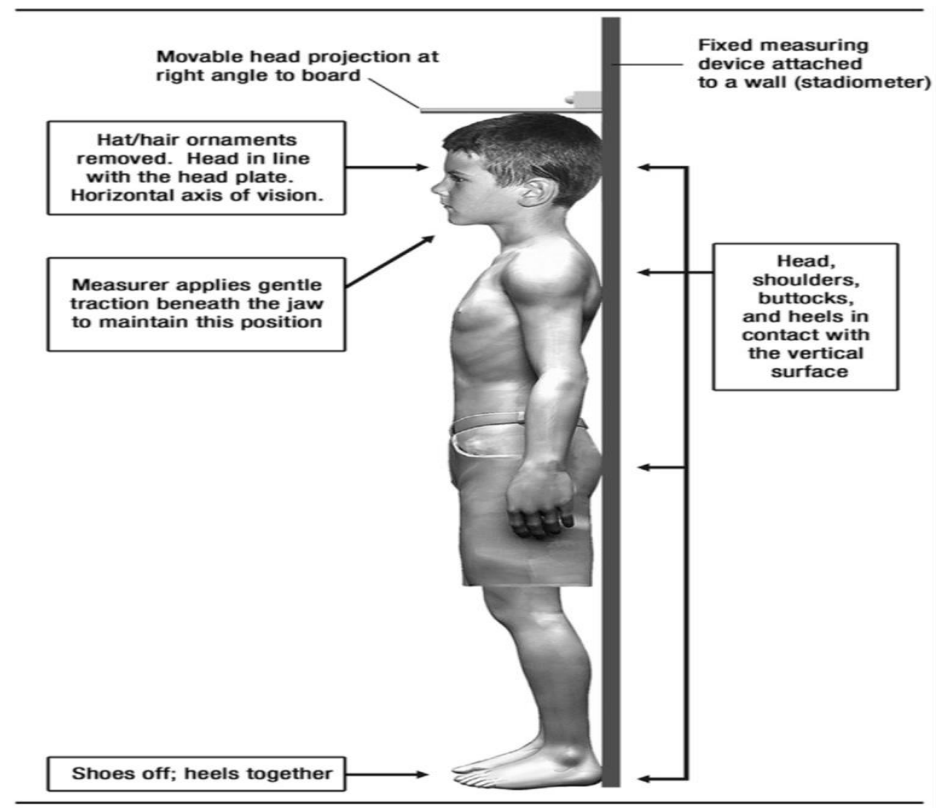 Movable head projection at
right angle to board
Fixed measuring
device attached
to a wall (stadiometer)
Hat/hair ornaments
removed. Head in line
with the head plate.
Horizontal axis of vision.
Measurer applies gentle
traction beneath the jaw
to maintain this position
Head,
shoulders,
buttocks,
and heels in
contact with
the vertical
surface
Shoes off; heels together